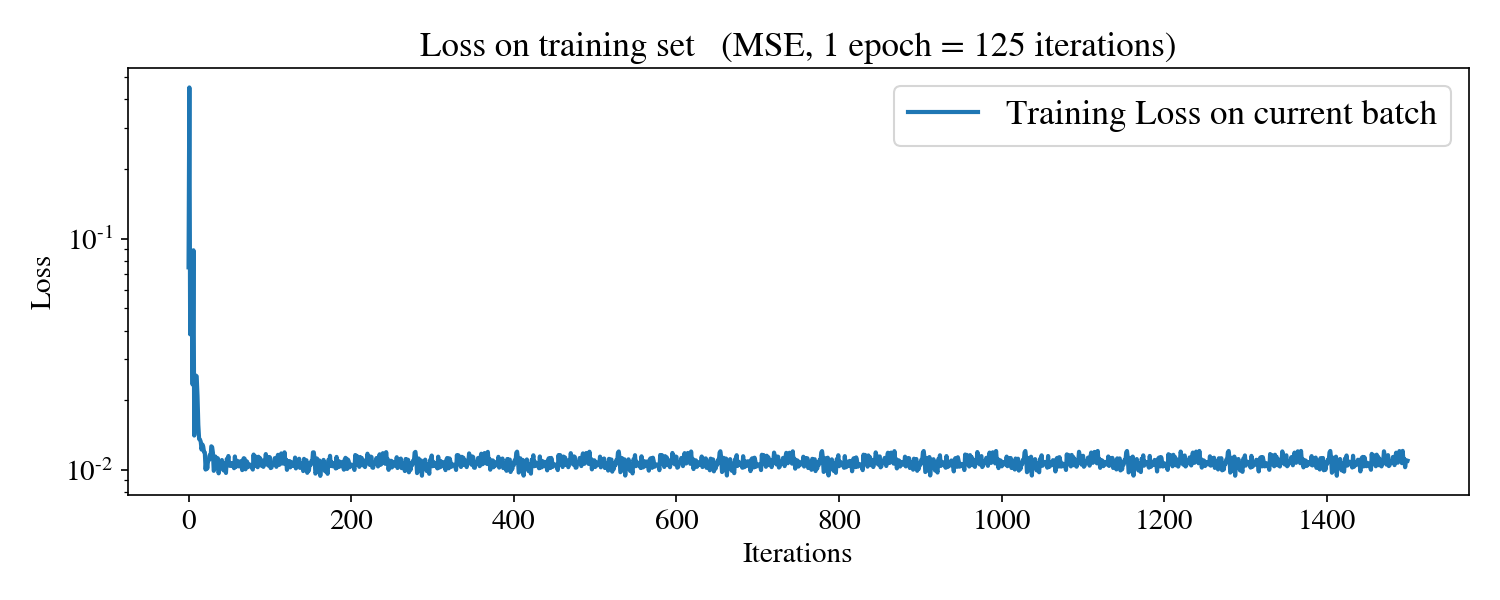 Loss on training set (MSE, 1 epoch = 125 iterations)
Training Loss on current batch
Loss
10^-1
10^-2
0 200 400 600 800 1000 1200 1400
Iterations